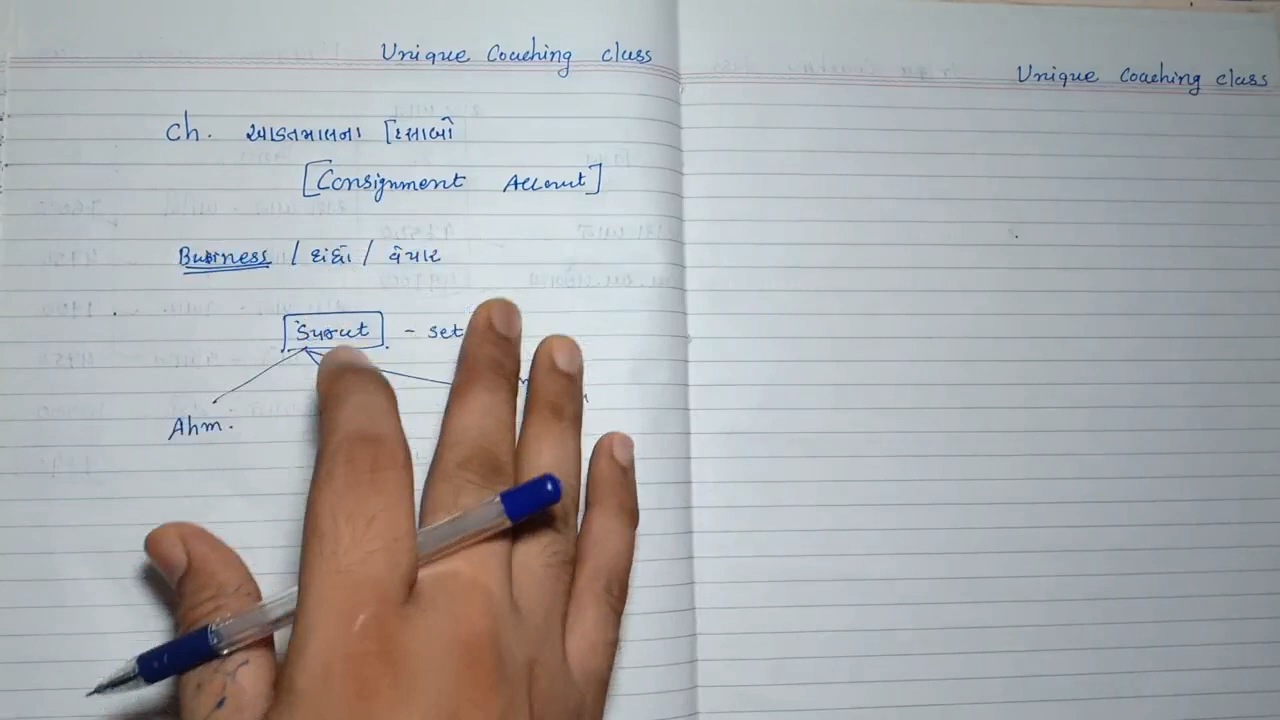 Unique Coaching class
Ch. આડતમાલના હિસાબો
[Consignment Account]
Business / ધંધો / વેપાર
Surat - set
Ahm.
Unique Coaching class